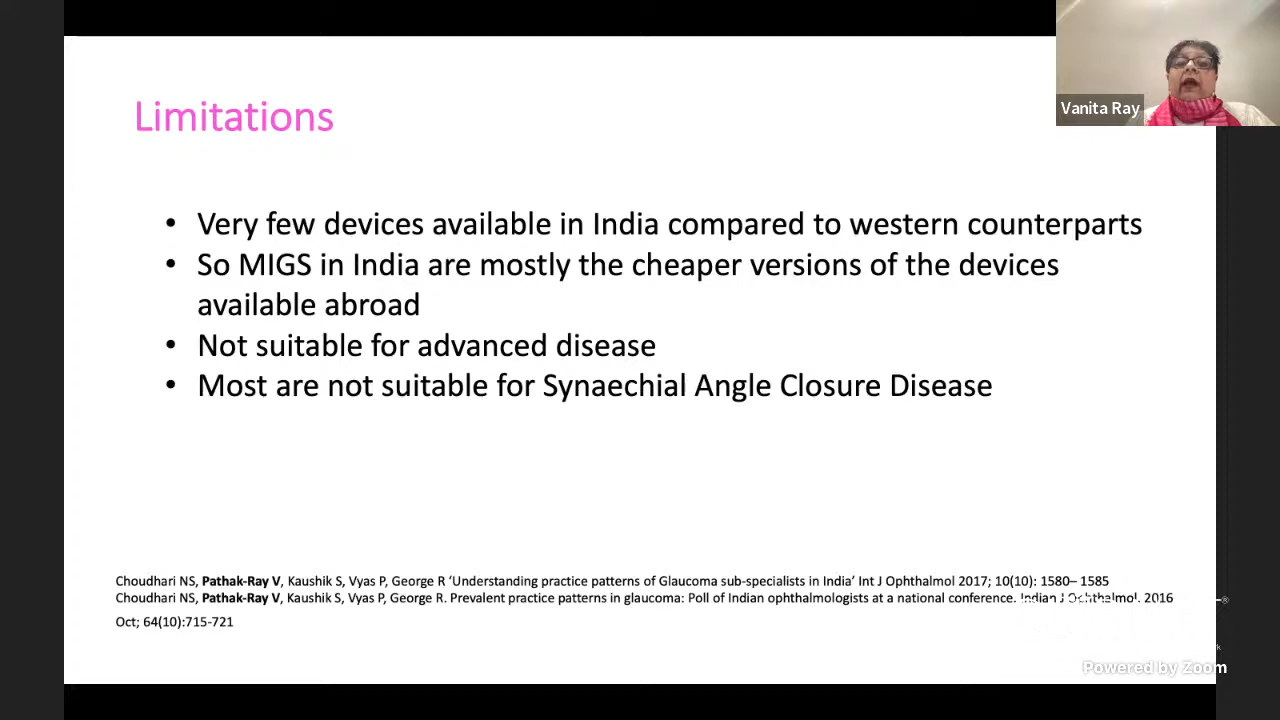 Vanita Ray
Limitations
• Very few devices available in India compared to western counterparts
• So MIGS in India are mostly the cheaper versions of the devices
available abroad
• Not suitable for advanced disease
• Most are not suitable for Synaechial Angle Closure Disease
Choudhari NS, Pathak-Ray V, Kaushik S, Vyas P, George R ‘Understanding practice patterns of Glaucoma sub-specialists in India’ Int J Ophthalmol 2017; 10(10): 1580– 1585
Choudhari NS, Pathak-Ray V, Kaushik S, Vyas P, George R. Prevalent practice patterns in glaucoma: Poll of Indian ophthalmologists at a national conference. Indian J Ophthalmol. 2016
Oct; 64(10):715-721
Powered by Zoom